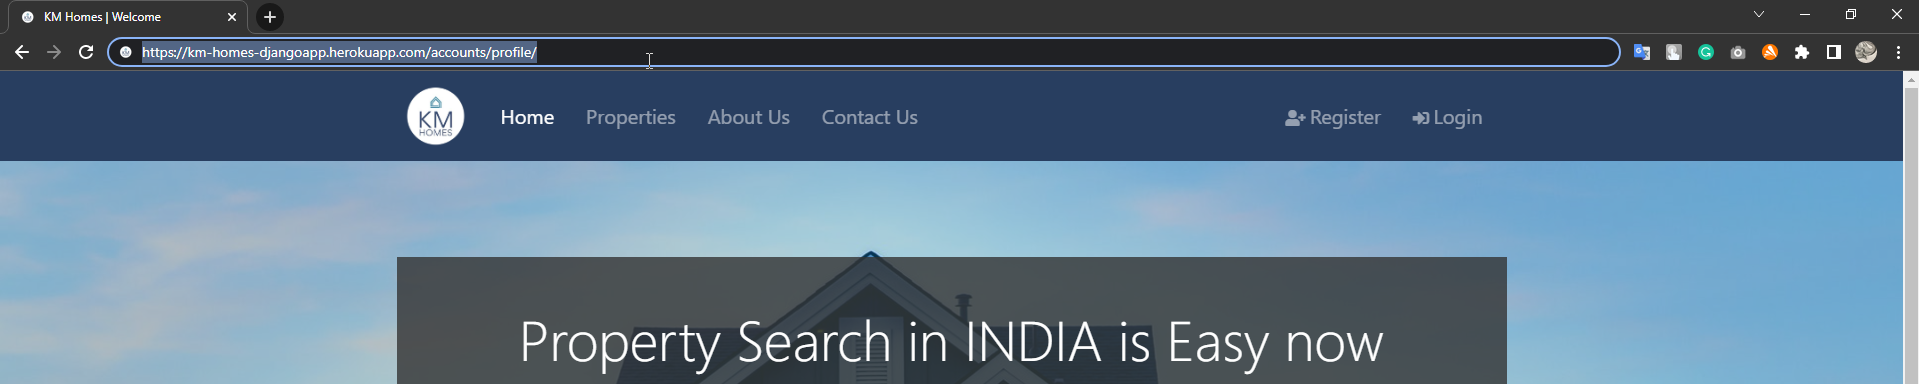 KM Homes | Welcome
https://km-homes-djangoapp.herokuapp.com/accounts/profile/
KM
HOMES
Home Properties About Us Contact Us Register Login
Property Search in INDIA is Easy now